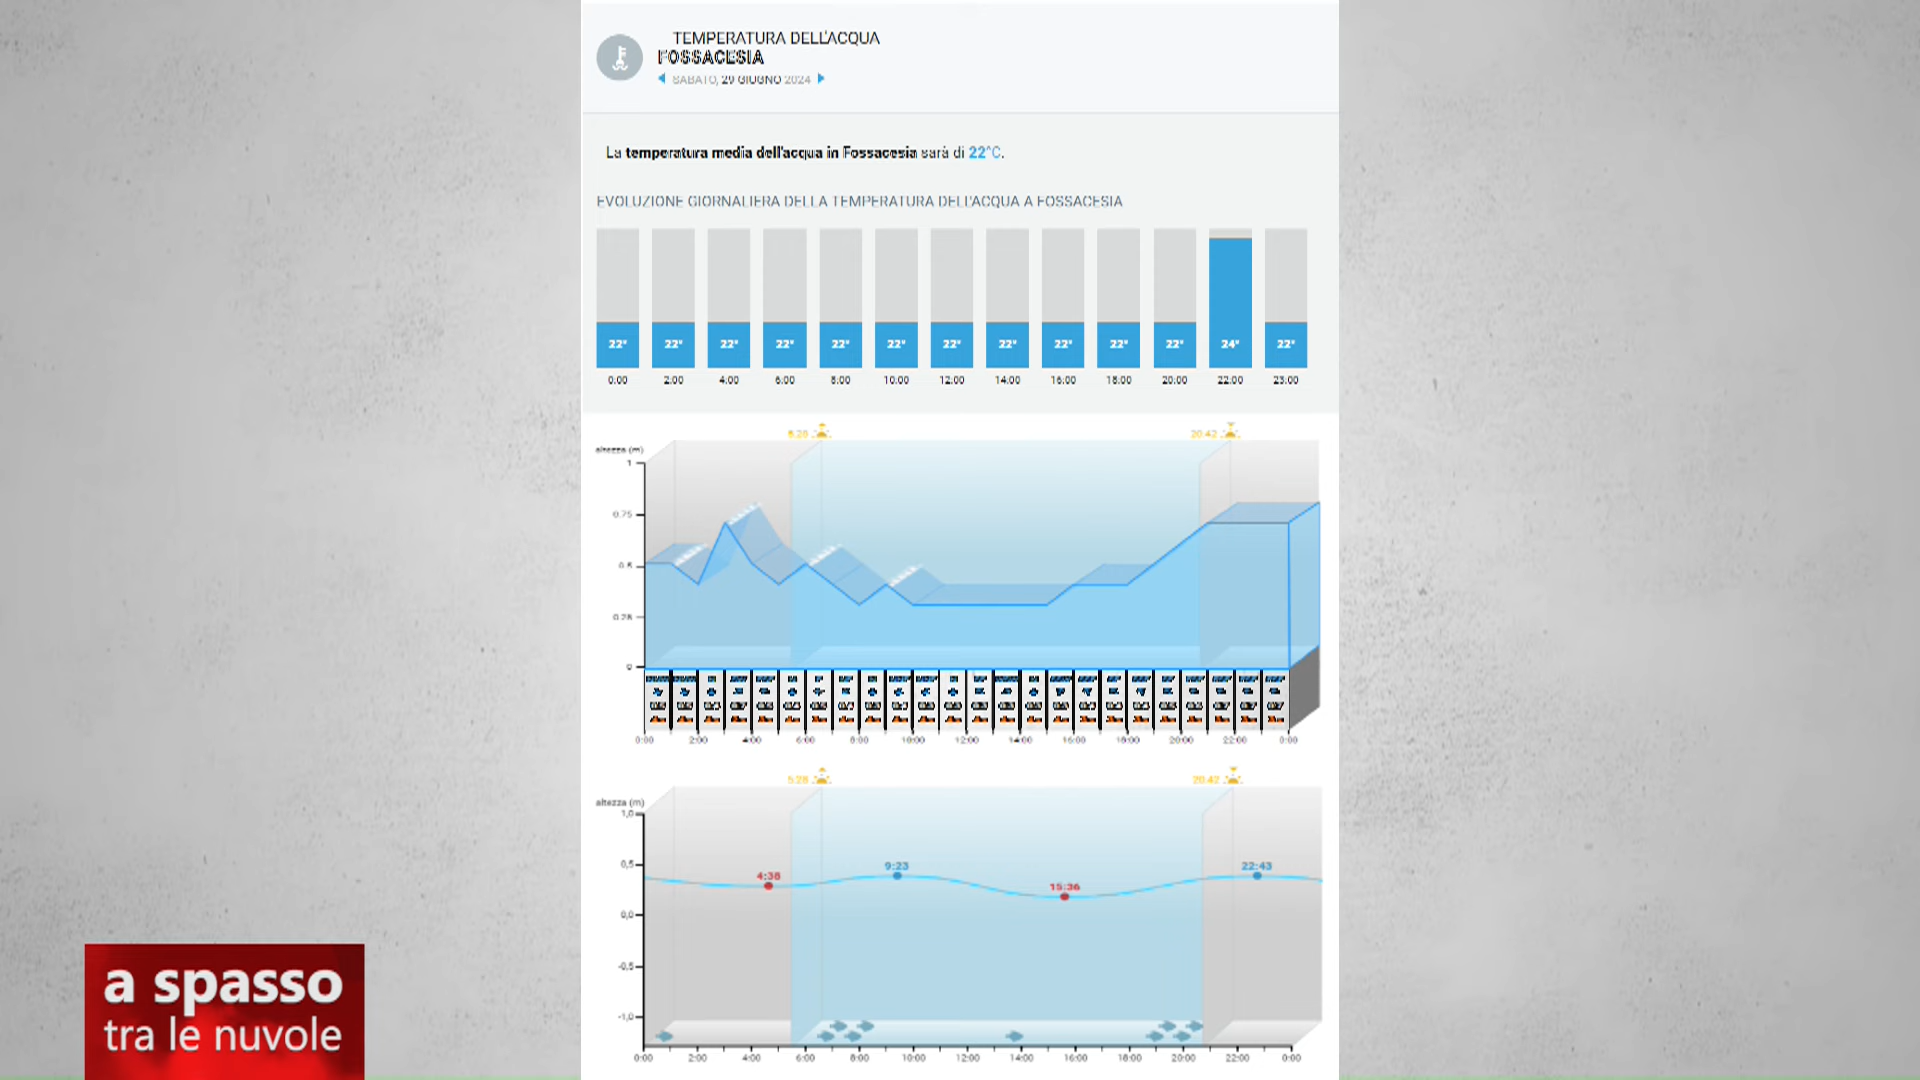 TEMPERATURA DELL'ACQUA
FOSSACESIA
SABATO, 29 GIUGNO 2024
La temperatura media dell'acqua in Fossacesia sarà di 22°C.
EVOLUZIONE GIORNALIERA DELLA TEMPERATURA DELL'ACQUA A FOSSACESIA
22° 22° 22° 22° 22° 22° 22° 22° 22° 22° 22° 24° 22°
0:00 2:00 4:00 6:00 8:00 10:00 12:00 14:00 16:00 18:00 20:00 22:00 23:00
5:28 20:42
altezza (m)
1
0.75
0.5
0.25
0
0:00 2:00 4:00 6:00 8:00 10:00 12:00 14:00 16:00 18:00 20:00 22:00 0:00
5:28 20:42
altezza (m)
1,0
0,5
4:38 9:23 15:36 22:43
0,0
-0,5
-1,0
0:00 2:00 4:00 6:00 8:00 10:00 12:00 14:00 16:00 18:00 20:00 22:00 0:00
a spasso
tra le nuvole